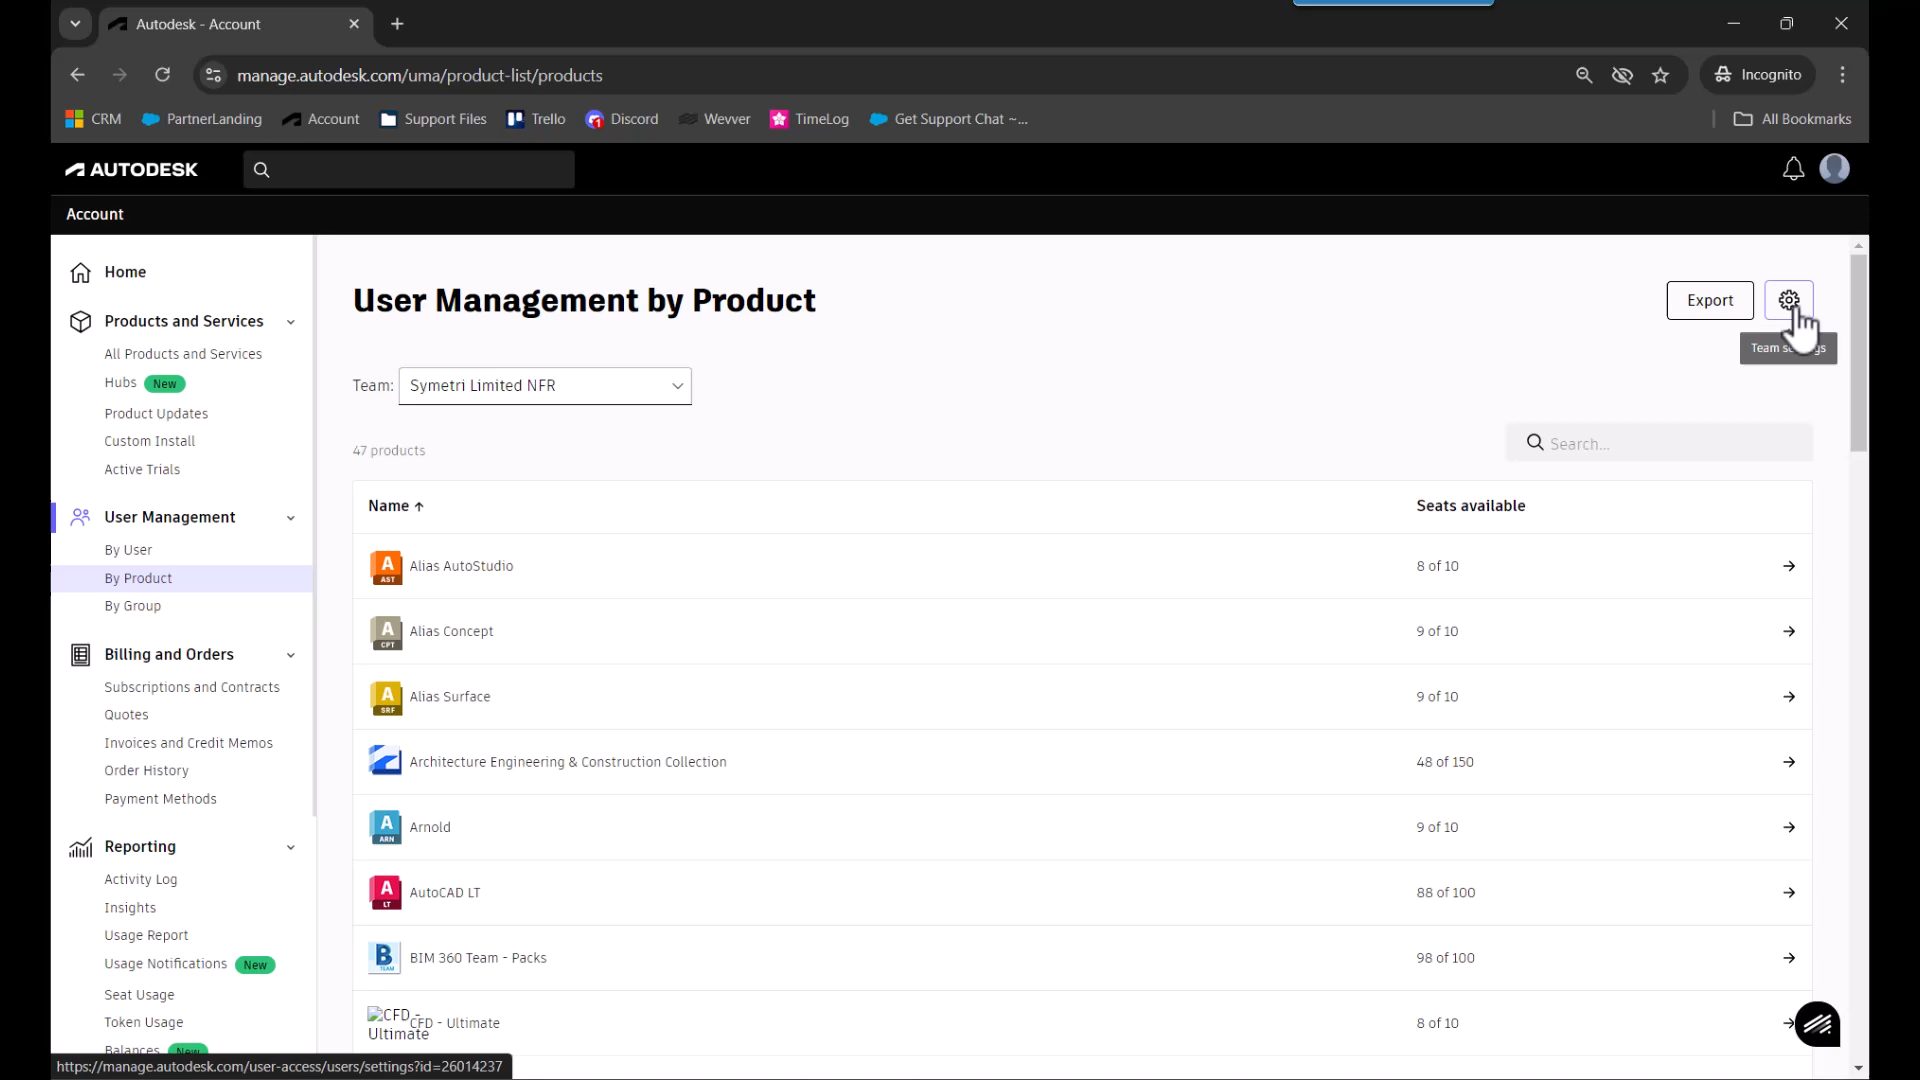 Autodesk - Account
manage.autodesk.com/uma/product-list/products
Incognito
CRM
PartnerLanding
Account
Support Files
Trello
Discord
Wevver
TimeLog
Get Support Chat ~...
All Bookmarks
AUTODESK
Account
Home
Products and Services
All Products and Services
Hubs New
Product Updates
Custom Install
Active Trials
User Management
By User
By Product
By Group
Billing and Orders
Subscriptions and Contracts
Quotes
Invoices and Credit Memos
Order History
Payment Methods
Reporting
Activity Log
Insights
Usage Report
Usage Notifications New
Seat Usage
Token Usage
Balances New
User Management by Product
Export
Team
Team: Symetri Limited NFR
47 products
Search...
Name ↑ Seats available
A AST Alias AutoStudio 8 of 10
A CPT Alias Concept 9 of 10
A SRF Alias Surface 9 of 10
Architecture Engineering & Construction Collection 48 of 150
A ARN Arnold 9 of 10
A LT AutoCAD LT 88 of 100
B TEAM BIM 360 Team - Packs 98 of 100
CFD - Ultimate CFD - Ultimate 8 of 10
https://manage.autodesk.com/user-access/users/settings?id=26014237